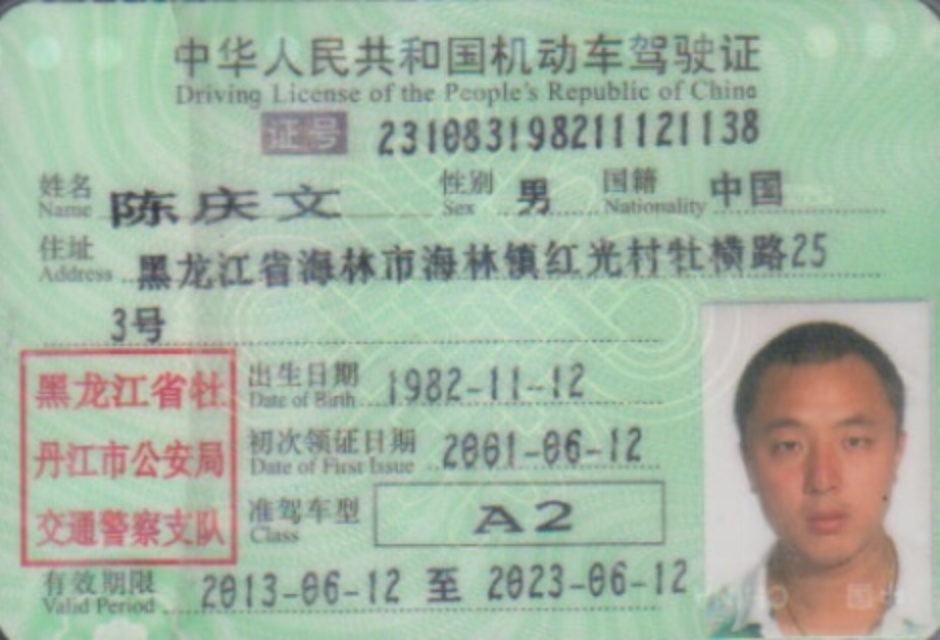 中华人民共和国机动车驾驶证
Driving License of the People's Republic of China
证号 231083198211121138
姓名 陈庆文 性别 男 国籍 中国
Name Sex Nationality
住址 黑龙江省海林市海林镇红光村牡横路25
Address
3号
黑龙江省牡
丹江市公安局
交通警察支队
出生日期 1982-11-12
Date of Birth
初次领证日期 2001-06-12
Date of First Issue
准驾车型 A2
Class
有效期限 2013-06-12 至 2023-06-12
Valid Period